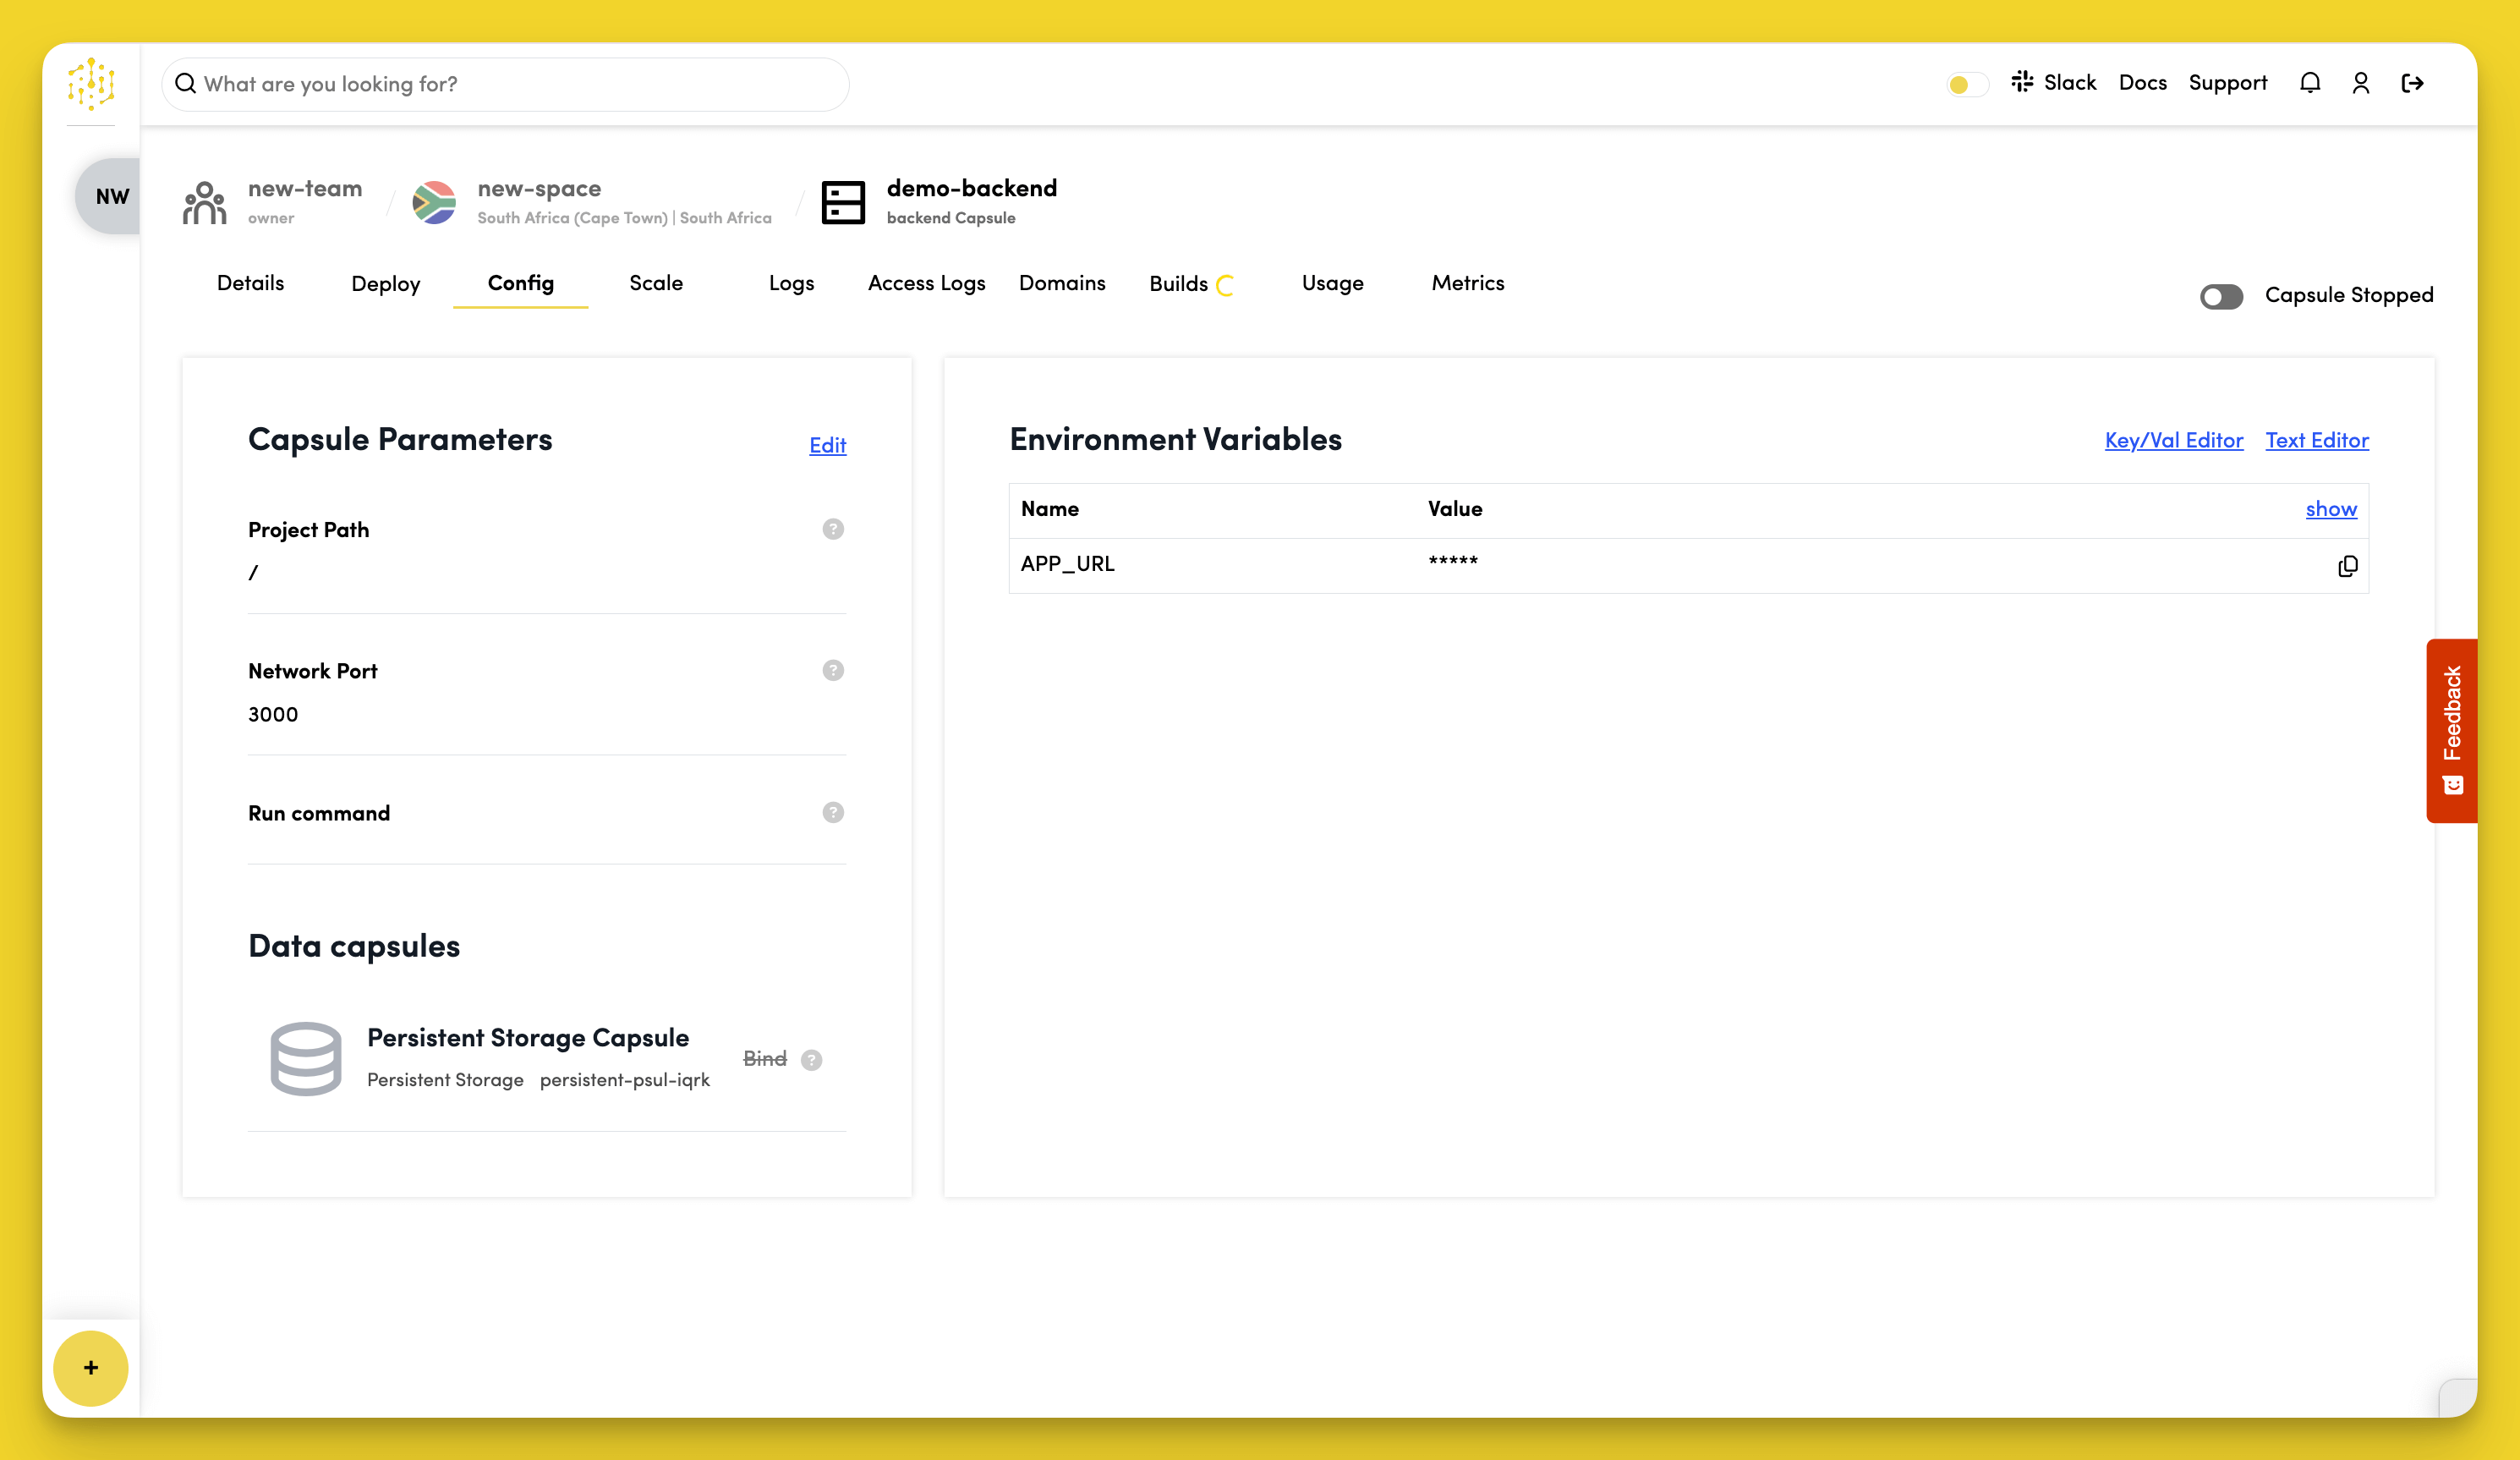 What are you looking for?
Slack Docs Support
NW
new-team
owner
/
new-space
South Africa (Cape Town) | South Africa
/
demo-backend
backend Capsule
Details Deploy Config Scale Logs Access Logs Domains Builds Usage Metrics
Capsule Stopped
Capsule Parameters
Edit
Project Path
?
/
Network Port
?
3000
Run command
?
Data capsules
Persistent Storage Capsule
Persistent Storage persistent-psul-iqrk
Bind ?
Environment Variables
Key/Val Editor Text Editor
Name Value show
APP_URL *****
Feedback
+